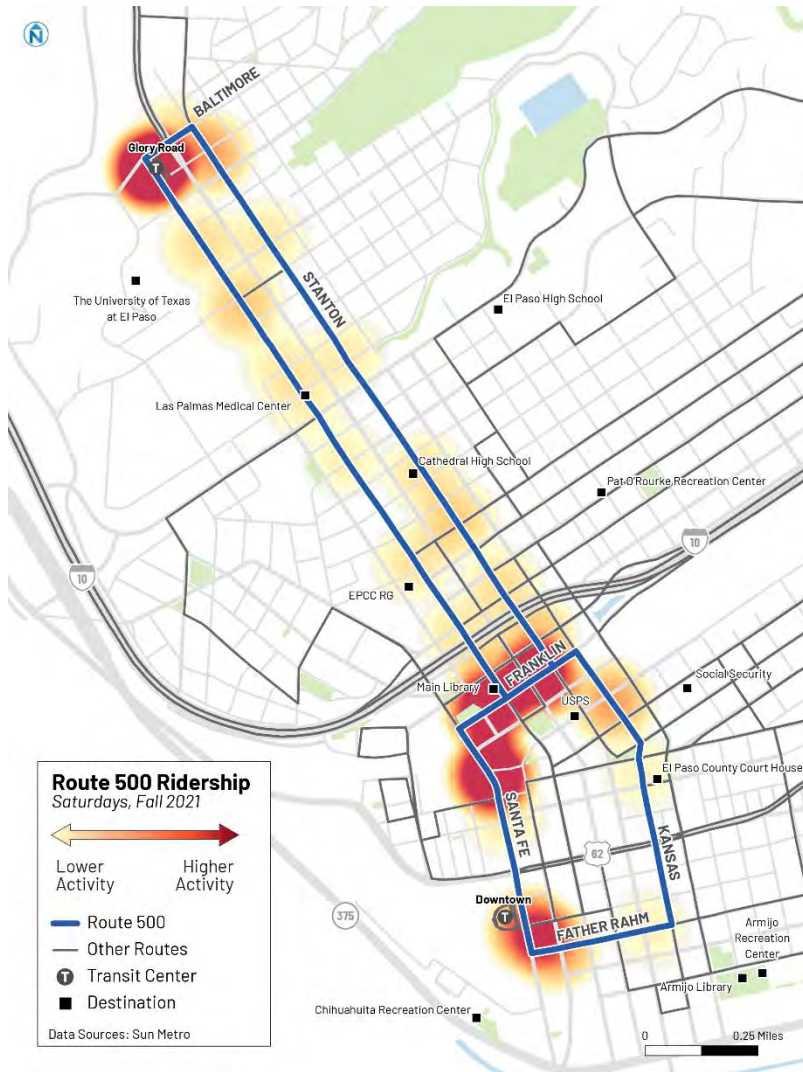 N
BALTIMORE
Glory Road
T
The University of Texas
at El Paso
STANTON
El Paso High School
Las Palmas Medical Center
Cathedral High School
Pat O'Rourke Recreation Center
10
10
EPCC RG
FRANKLIN
Main Library
USPS
Social Security
El Paso County Court House
SANTA FE
KANSAS
62
375
Downtown
T
FATHER RAHM
Armijo
Recreation
Center
Armijo Library
Chihuahuita Recreation Center
0
0.25 Miles
Route 500 Ridership
Saturdays, Fall 2021
Lower
Activity
Higher
Activity
Route 500
Other Routes
T
Transit Center
Destination
Data Sources: Sun Metro